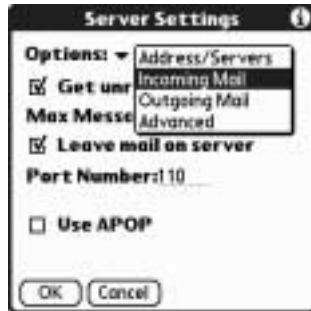 Server Settings
Options:
Address/Servers
Incoming Mail
Outgoing Mail
Advanced
Get unr
Max Messa
Leave mail on server
Port Number:110
Use APOP
OK Cancel